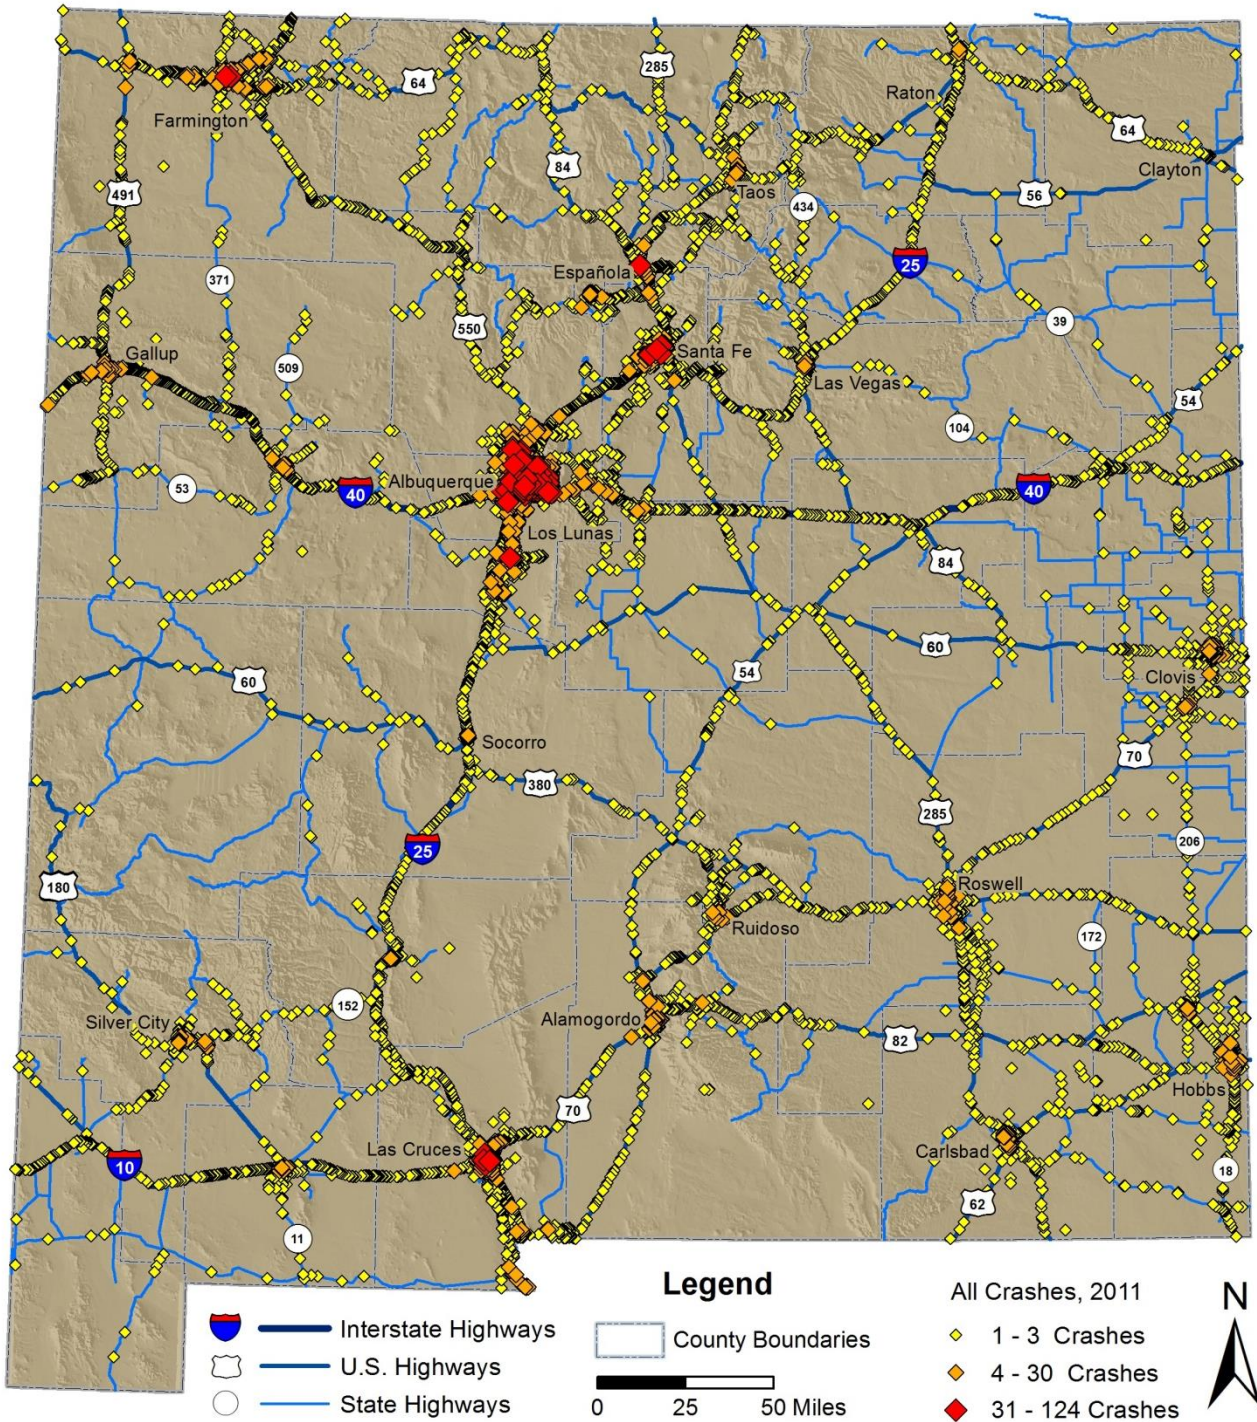 64
285
Raton
Farmington
64
84
Clayton
491
Taos
56
434
Española
25
371
550
39
Gallup
Santa Fe
509
Las Vegas
54
104
53
Albuquerque
40
40
Los Lunas
84
60
60
54
Clovis
Socorro
70
380
285
25
206
180
Roswell
Ruidoso
172
152
Silver City
Alamogordo
82
Hobbs
70
Las Cruces
Carlsbad
10
18
62
11
Legend
Interstate Highways
U.S. Highways
State Highways
County Boundaries
0 25 50 Miles
All Crashes, 2011
1 - 3 Crashes
4 - 30 Crashes
31 - 124 Crashes
N